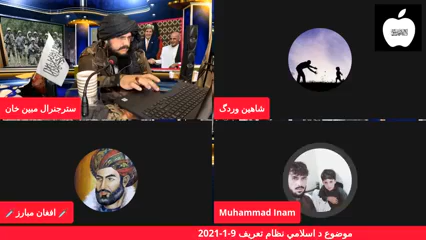 سترجنرال مبین خان
شاهین وردگ
افغان مبارز
Muhammad Inam
موضوع د اسلامي نظام تعریف 9-1-2021